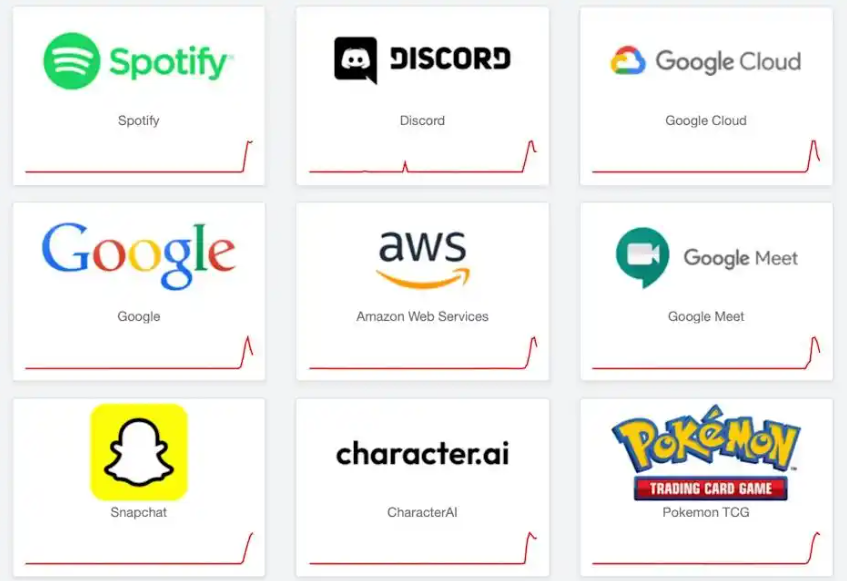 Spotify
DISCORD
Google Cloud
Spotify
Discord
Google Cloud
Google
aws
Google Meet
Google
Amazon Web Services
Google Meet
character.ai
POKéMON
TRADING CARD GAME
Snapchat
CharacterAI
Pokemon TCG